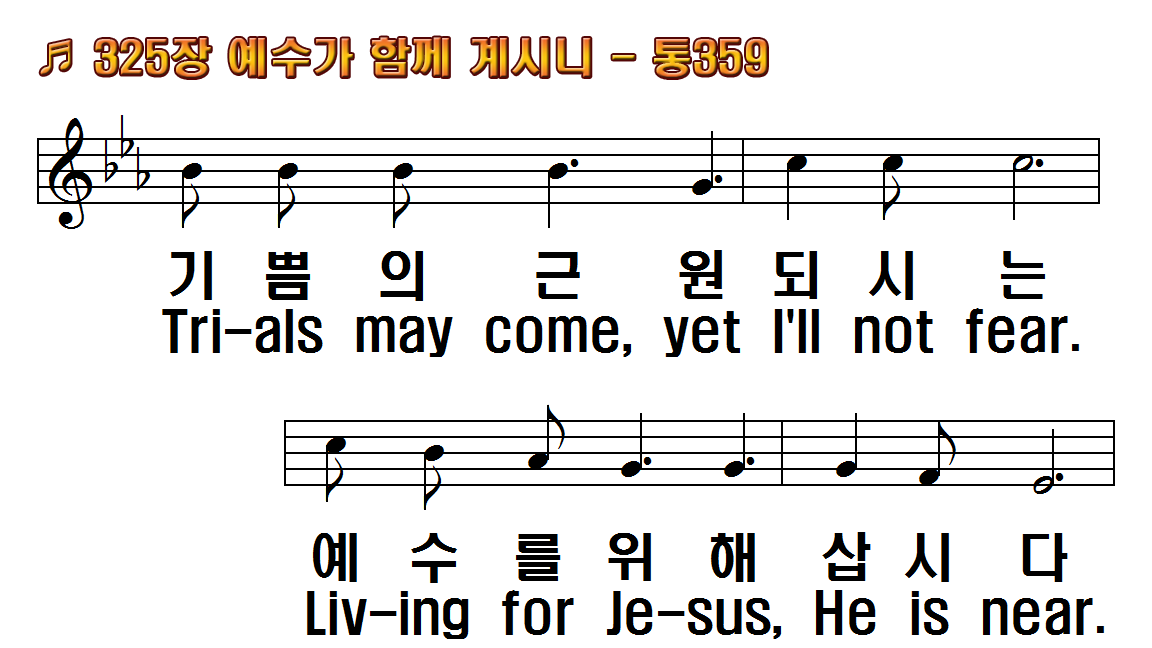 ♬ 325장 예수가 함께 계시니 - 통359
기 쁨 의 근 원 되 시 는
Tri-als may come, yet I'll not fear.
예 수 를 위 해 삽 시 다
Liv-ing for Je-sus, He is near.